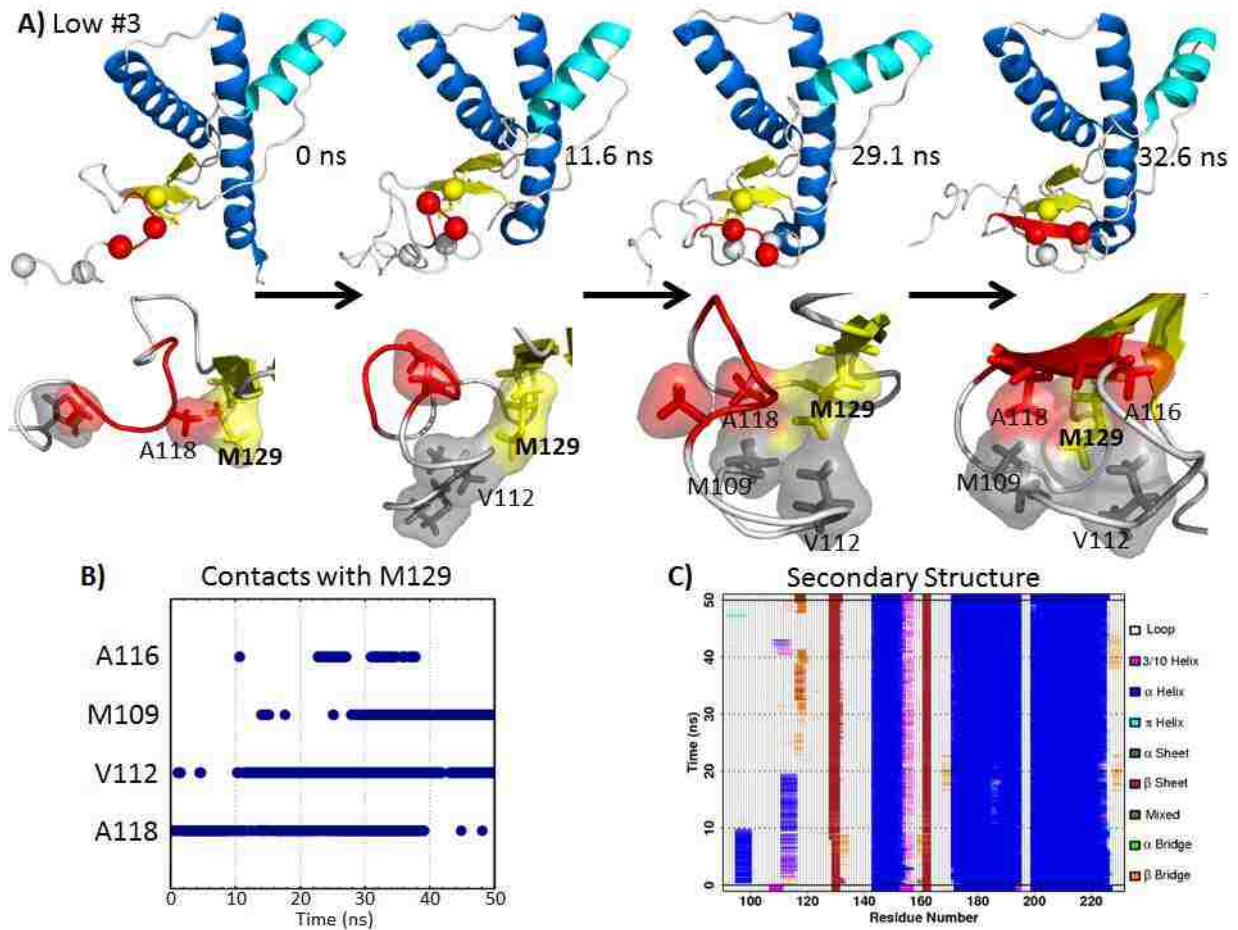 A) Low #3
0 ns
11.6 ns
29.1 ns
32.6 ns
A118
M129
M129
V112
A118
M129
M109
V112
A118
A116
M129
M109
V112
B) Contacts with M129
A116
M109
V112
A118
0 10 20 30 40 50
Time (ns)
C) Secondary Structure
50
40
30
20
10
0
Time (ns)
100 120 140 160 180 200 220
Residue Number
Loop
3/10 Helix
α Helix
π Helix
α Sheet
β Sheet
Mixed
α Bridge
β Bridge